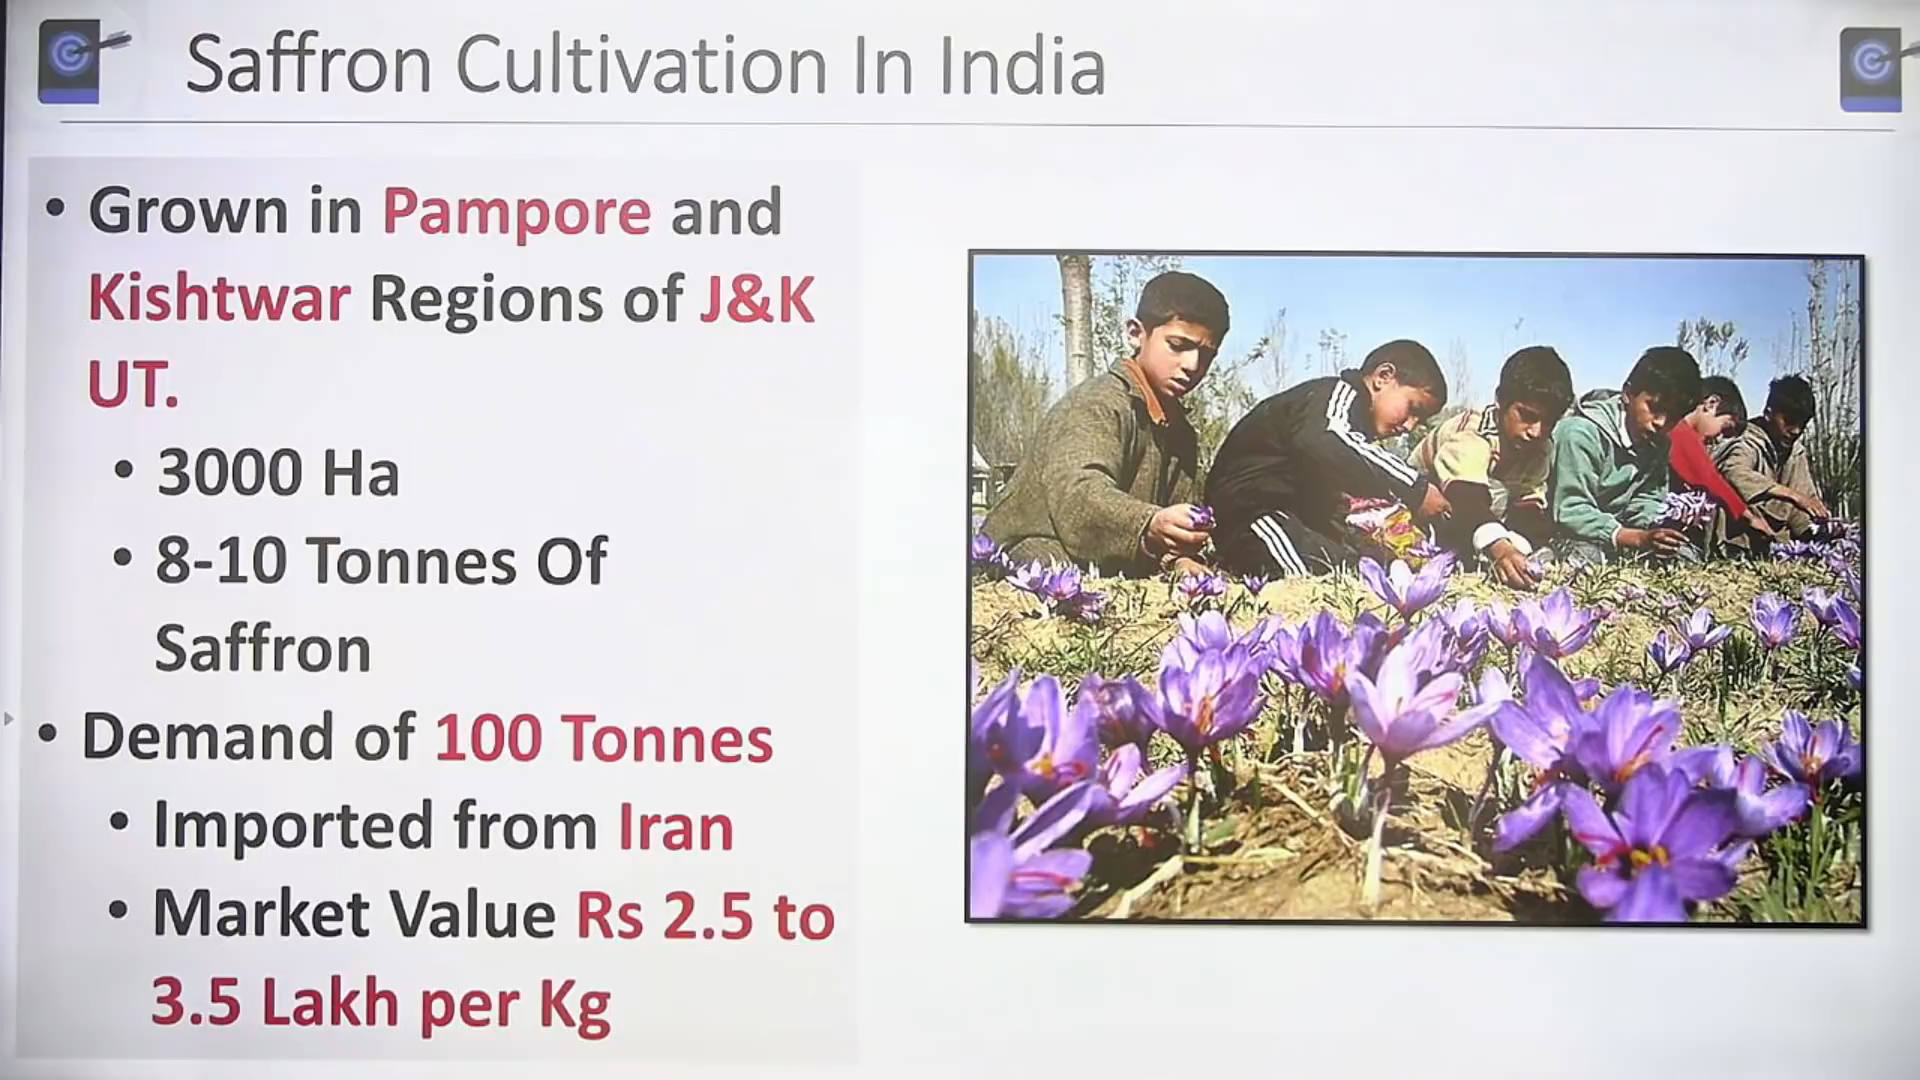 Saffron Cultivation In India
• Grown in Pampore and
Kishtwar Regions of J&K
UT.
• 3000 Ha
• 8-10 Tonnes Of
Saffron
• Demand of 100 Tonnes
• Imported from Iran
• Market Value Rs 2.5 to
3.5 Lakh per Kg